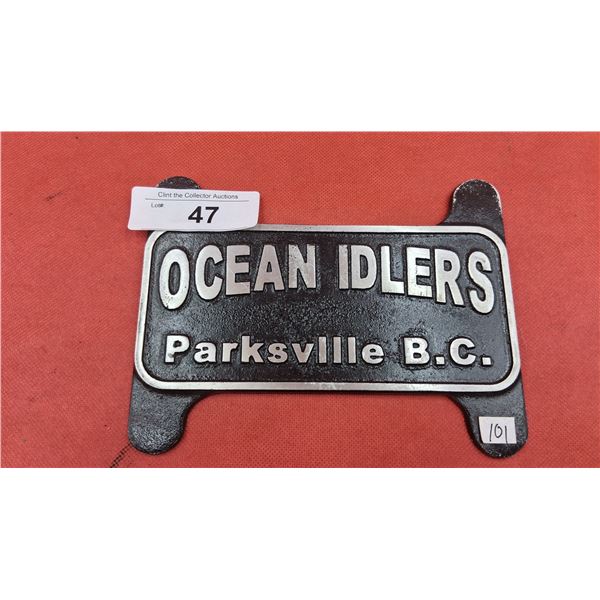 Clint the Collector Auctions
Lot#: 47
OCEAN IDLERS
Parksville B.C.
101